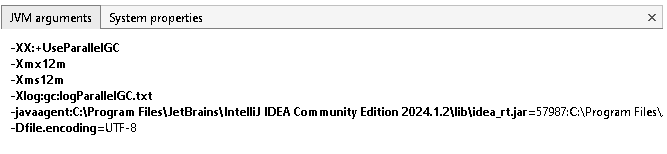 JVM arguments System properties
-XX:+UseParallelGC
-Xmx12m
-Xms12m
-Xlog:gc:logParallelGC.txt
-javaagent:C:\Program Files\JetBrains\IntelliJ IDEA Community Edition 2024.1.2\lib\idea_rt.jar=57987:C:\Program Files\
-Dfile.encoding=UTF-8